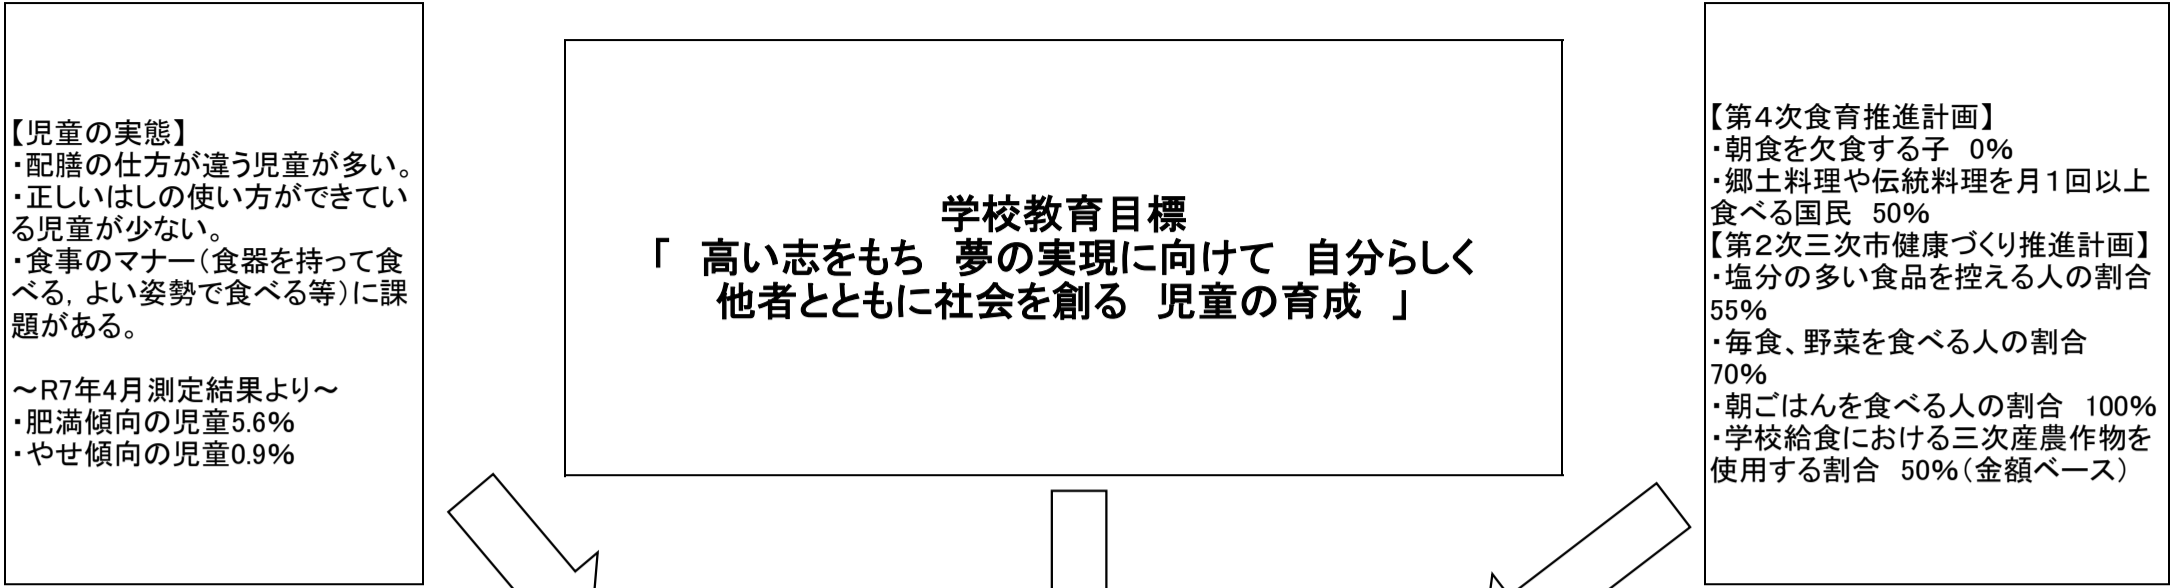 【児童の実態】
・配膳の仕方が違う児童が多い。
・正しいはしの使い方ができてい
る児童が少ない。
・食事のマナー(食器を持って食
べる, よい姿勢で食べる等)に課
題がある。
～R7年4月測定結果より～
・肥満傾向の児童5.6%
・やせ傾向の児童0.9%
学校教育目標
「　高い志をもち　夢の実現に向けて　自分らしく
他者とともに社会を創る　児童の育成　」
【第4次食育推進計画】
・朝食を欠食する子　0%
・郷土料理や伝統料理を月1回以上
食べる国民　50%
【第2次三次市健康づくり推進計画】
・塩分の多い食品を控える人の割合
55%
・毎食、野菜を食べる人の割合
70%
・朝ごはんを食べる人の割合　100%
・学校給食における三次産農作物を
使用する割合　50%(金額ベース)